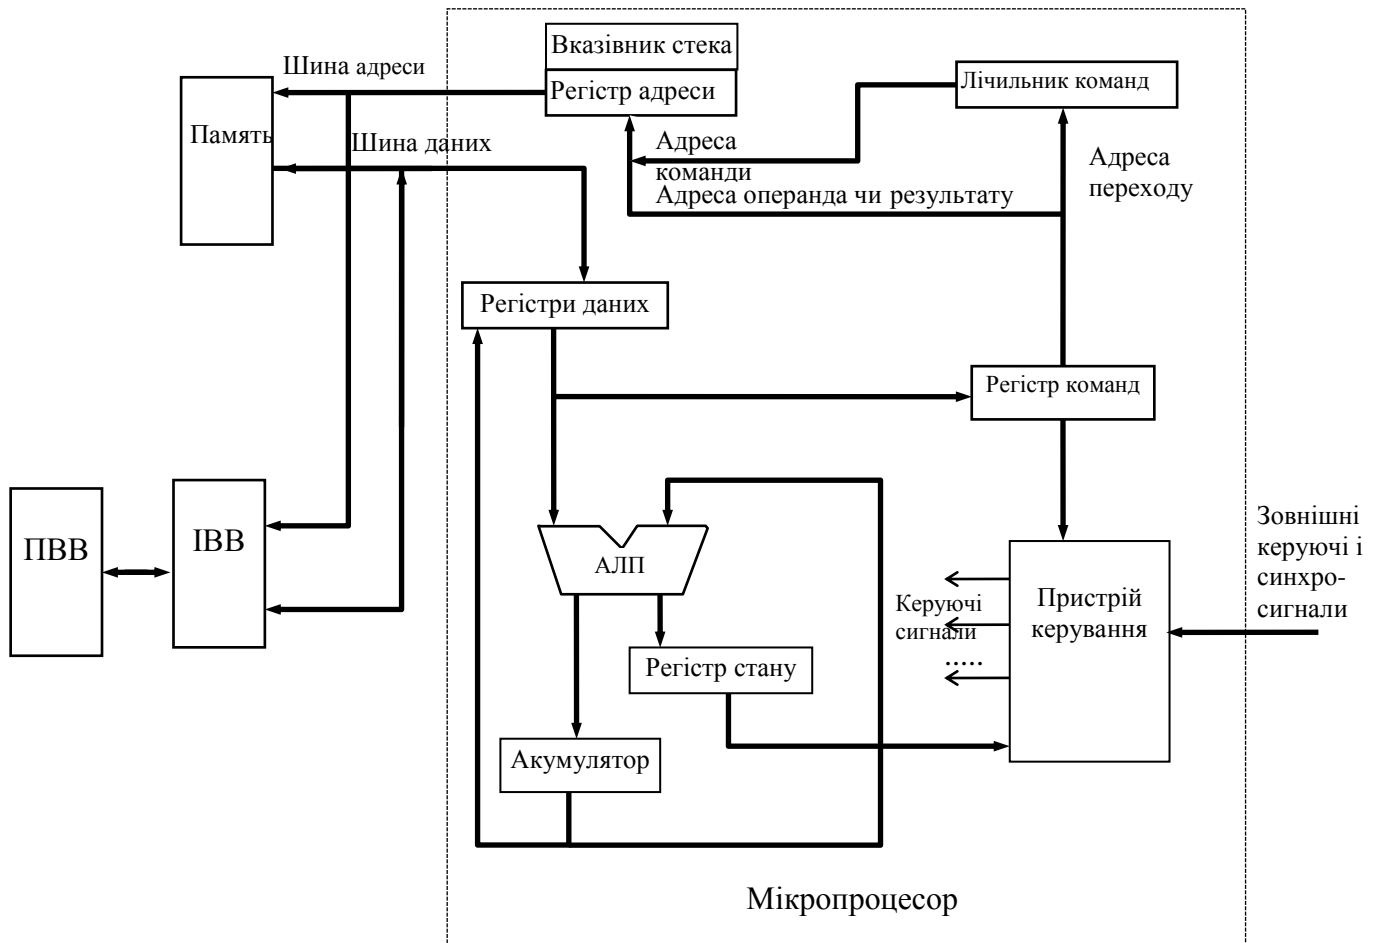 Вказівник стека
Шина адреси
Регістр адреси
Лічильник команд
Память
Шина даних
Адреса
команди
Адреса операнда чи результату
Адреса
переходу
Регістри даних
Регістр команд
ПВВ
ІВВ
АЛП
Керуючі
сигнали
.....
Пристрій
керування
Зовнішні
керуючі і
синхро-
сигнали
Регістр стану
Акумулятор
Мікропроцесор